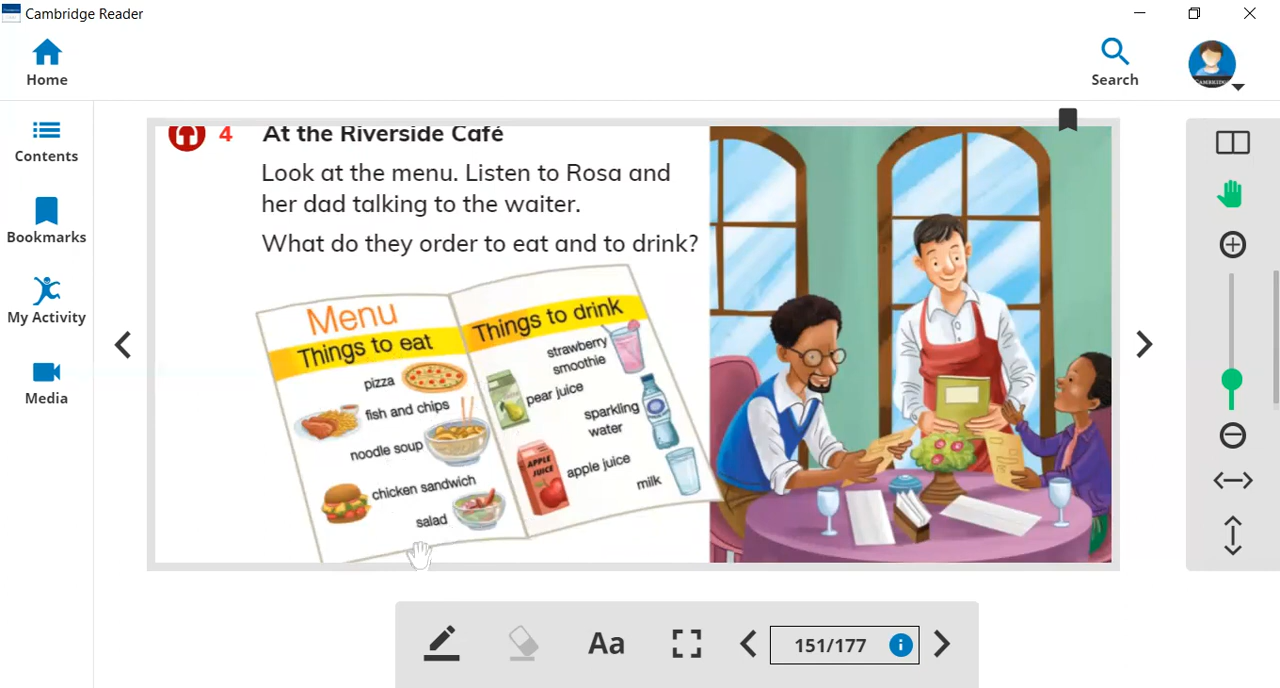 Cambridge Reader
Home
Search
CAMBRIDGE
Contents
Bookmarks
My Activity
Media
4 At the Riverside Café
Look at the menu. Listen to Rosa and
her dad talking to the waiter.
What do they order to eat and to drink?
Menu
Things to eat
pizza
fish and chips
noodle soup
chicken sandwich
salad
Things to drink
strawberry
smoothie
pear juice
sparkling
water
APPLE
JUICE
apple juice
milk
Aa
151/177
i